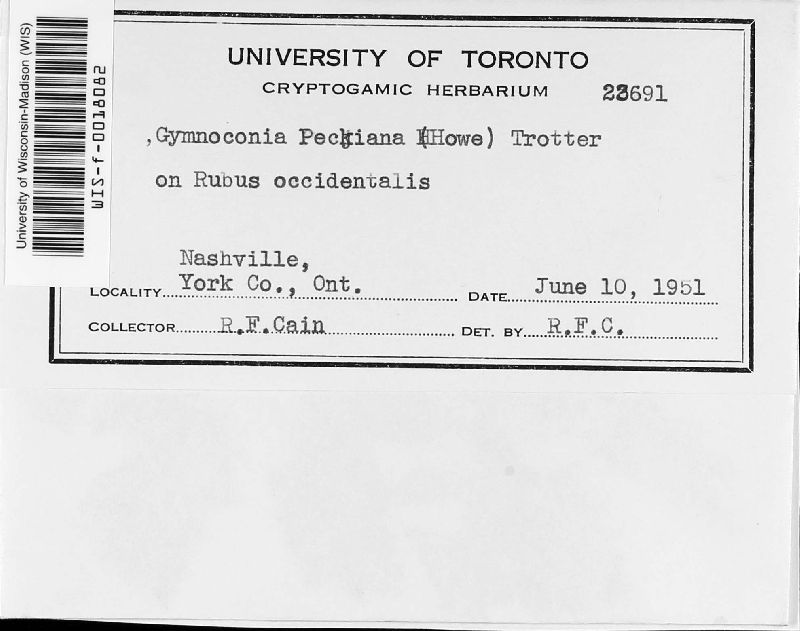 University of Wisconsin-Madison (WIS)
WIS-f-0018082
UNIVERSITY OF TORONTO
CRYPTOGAMIC HERBARIUM 23691
,Gymnoconia Peckiana (Howe) Trotter
on Rubus occidentalis
Nashville,
LOCALITY York Co., Ont. DATE June 10, 1951
COLLECTOR R.F.Cain DET. BY R.F.C.